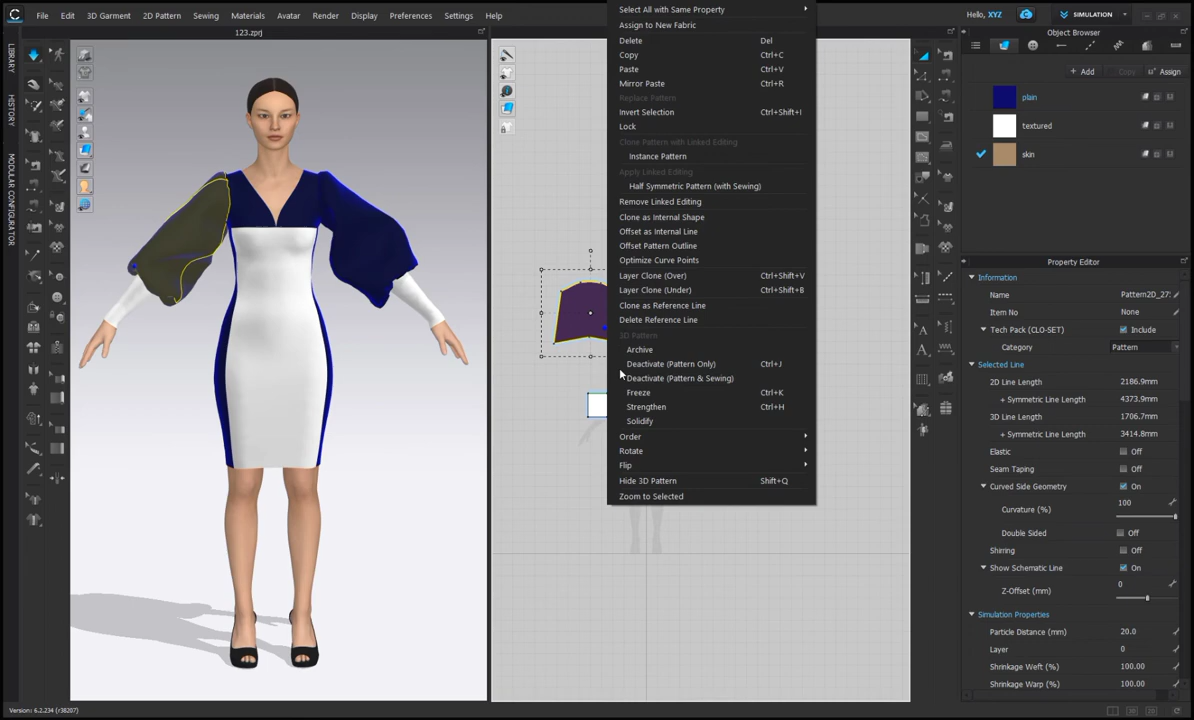 File Edit 3D Garment 2D Pattern Sewing Materials Avatar Render Display Preferences Settings Help
Hello, XYZ SIMULATION
123.zprj
LIBRARY
HISTORY
MODULAR CONFIGURATOR
Select All with Same Property
Assign to New Fabric
Delete Del
Copy Ctrl+C
Paste Ctrl+V
Mirror Paste Ctrl+R
Replace Pattern
Invert Selection Ctrl+Shift+I
Lock
Clone Pattern with Linked Editing
Instance Pattern
Apply Linked Editing
Half Symmetric Pattern (with Sewing)
Remove Linked Editing
Clone as Internal Shape
Offset as Internal Line
Offset Pattern Outline
Optimize Curve Points
Layer Clone (Over) Ctrl+Shift+V
Layer Clone (Under) Ctrl+Shift+B
Clone as Reference Line
Delete Reference Line
3D Pattern
Archive
Deactivate (Pattern Only) Ctrl+J
Deactivate (Pattern & Sewing)
Freeze Ctrl+K
Strengthen Ctrl+H
Solidify
Order
Rotate
Flip
Hide 3D Pattern Shift+Q
Zoom to Selected
Object Browser
+ Add Copy Assign
plain
textured
skin
Property Editor
Information
Name Pattern2D_27
Item No None
Tech Pack (CLO-SET) Include
Category Pattern
Selected Line
2D Line Length 2186.9mm
+ Symmetric Line Length 4373.9mm
3D Line Length 1706.7mm
+ Symmetric Line Length 3414.8mm
Elastic Off
Seam Taping Off
Curved Side Geometry On
Curvature (%) 100
Double Sided Off
Shirring Off
Show Schematic Line On
Z-Offset (mm) 0
Simulation Properties
Particle Distance (mm) 20.0
Layer 0
Shrinkage Weft (%) 100.00
Shrinkage Warp (%) 100.00
Version: 6.2.234 (r38207)
3D 2D